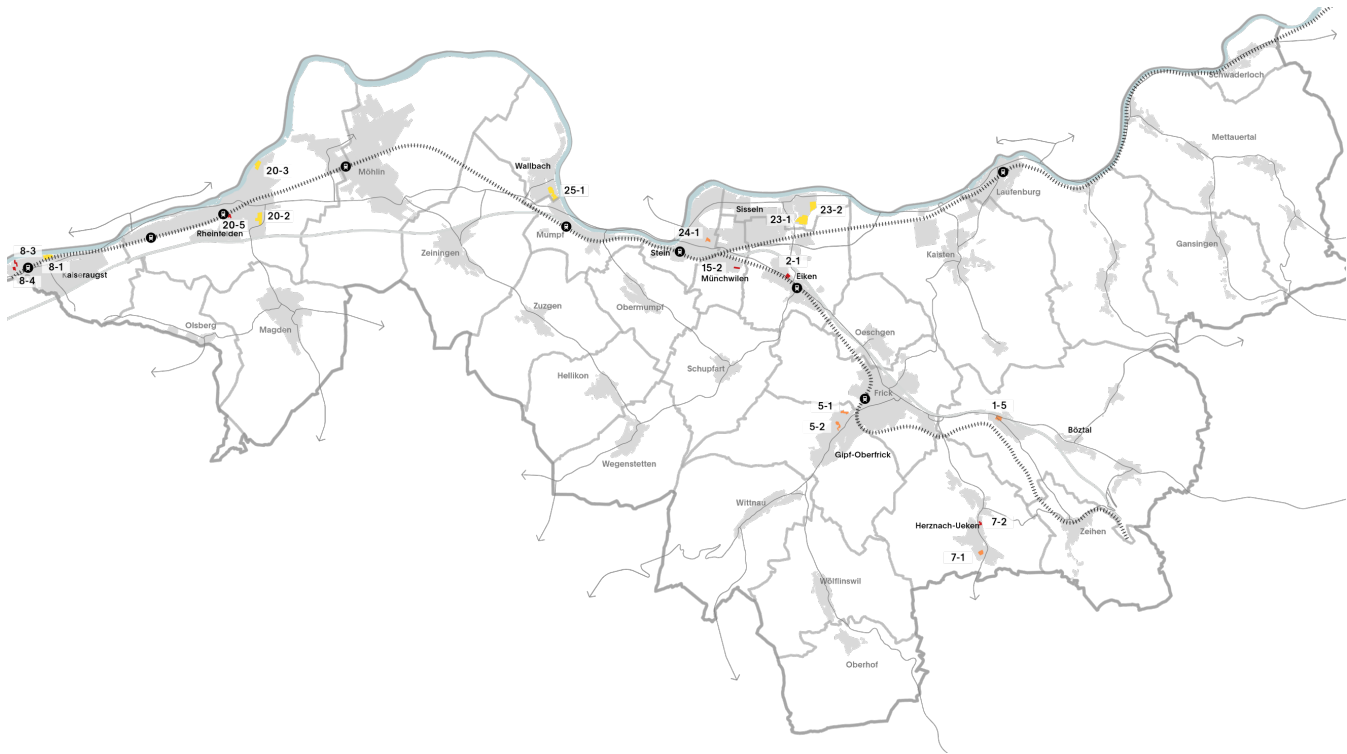 Schwaderloch
Mettauertal
Wallbach
20-3
Möhlin
25-1
Laufenburg
Sisseln
23-2
20-2
23-1
20-5
Rheinfelden
24-1
Mumpf
Gansingen
8-3
Stein
Zeiningen
Kaisten
2-1
8-1
15-2
Kaiseraugst
Eiken
Münchwilen
8-4
Zuzgen
Obermumpf
Olsberg
Magden
Oeschgen
Schupfart
Hellikon
Frick
5-1
1-5
5-2
Böztal
Gipf-Oberfrick
Wegenstetten
Wittnau
7-2
Herznach-Ueken
Zeihen
7-1
Wölflinswil
Oberhof